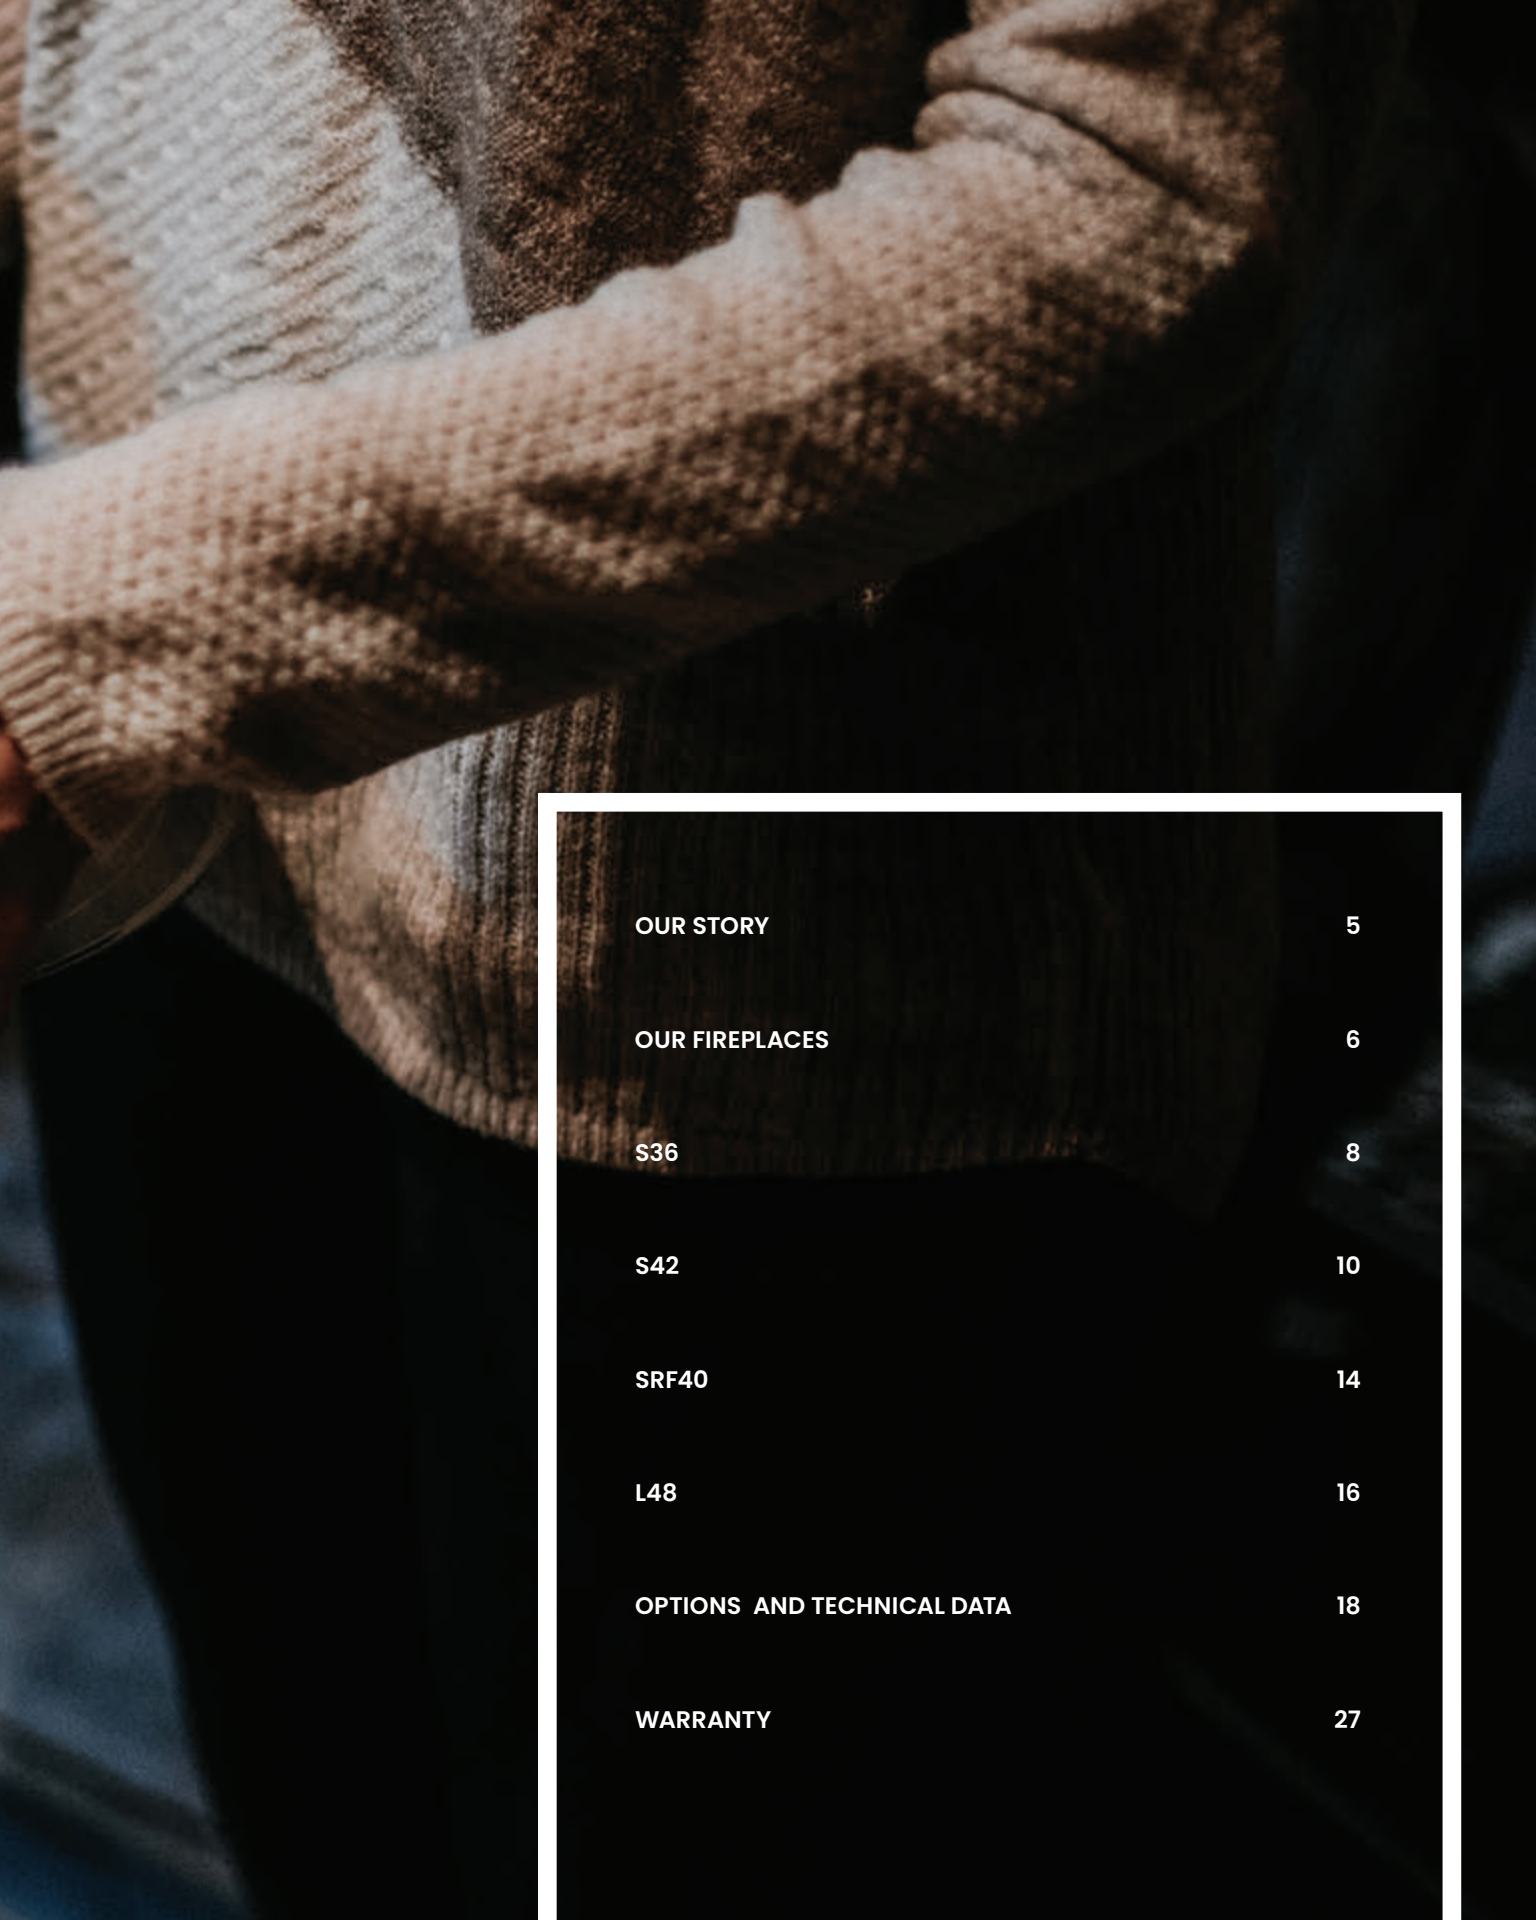 OUR STORY 5
OUR FIREPLACES 6
S36 8
S42 10
SRF40 14
L48 16
OPTIONS  AND TECHNICAL DATA 18
WARRANTY 27